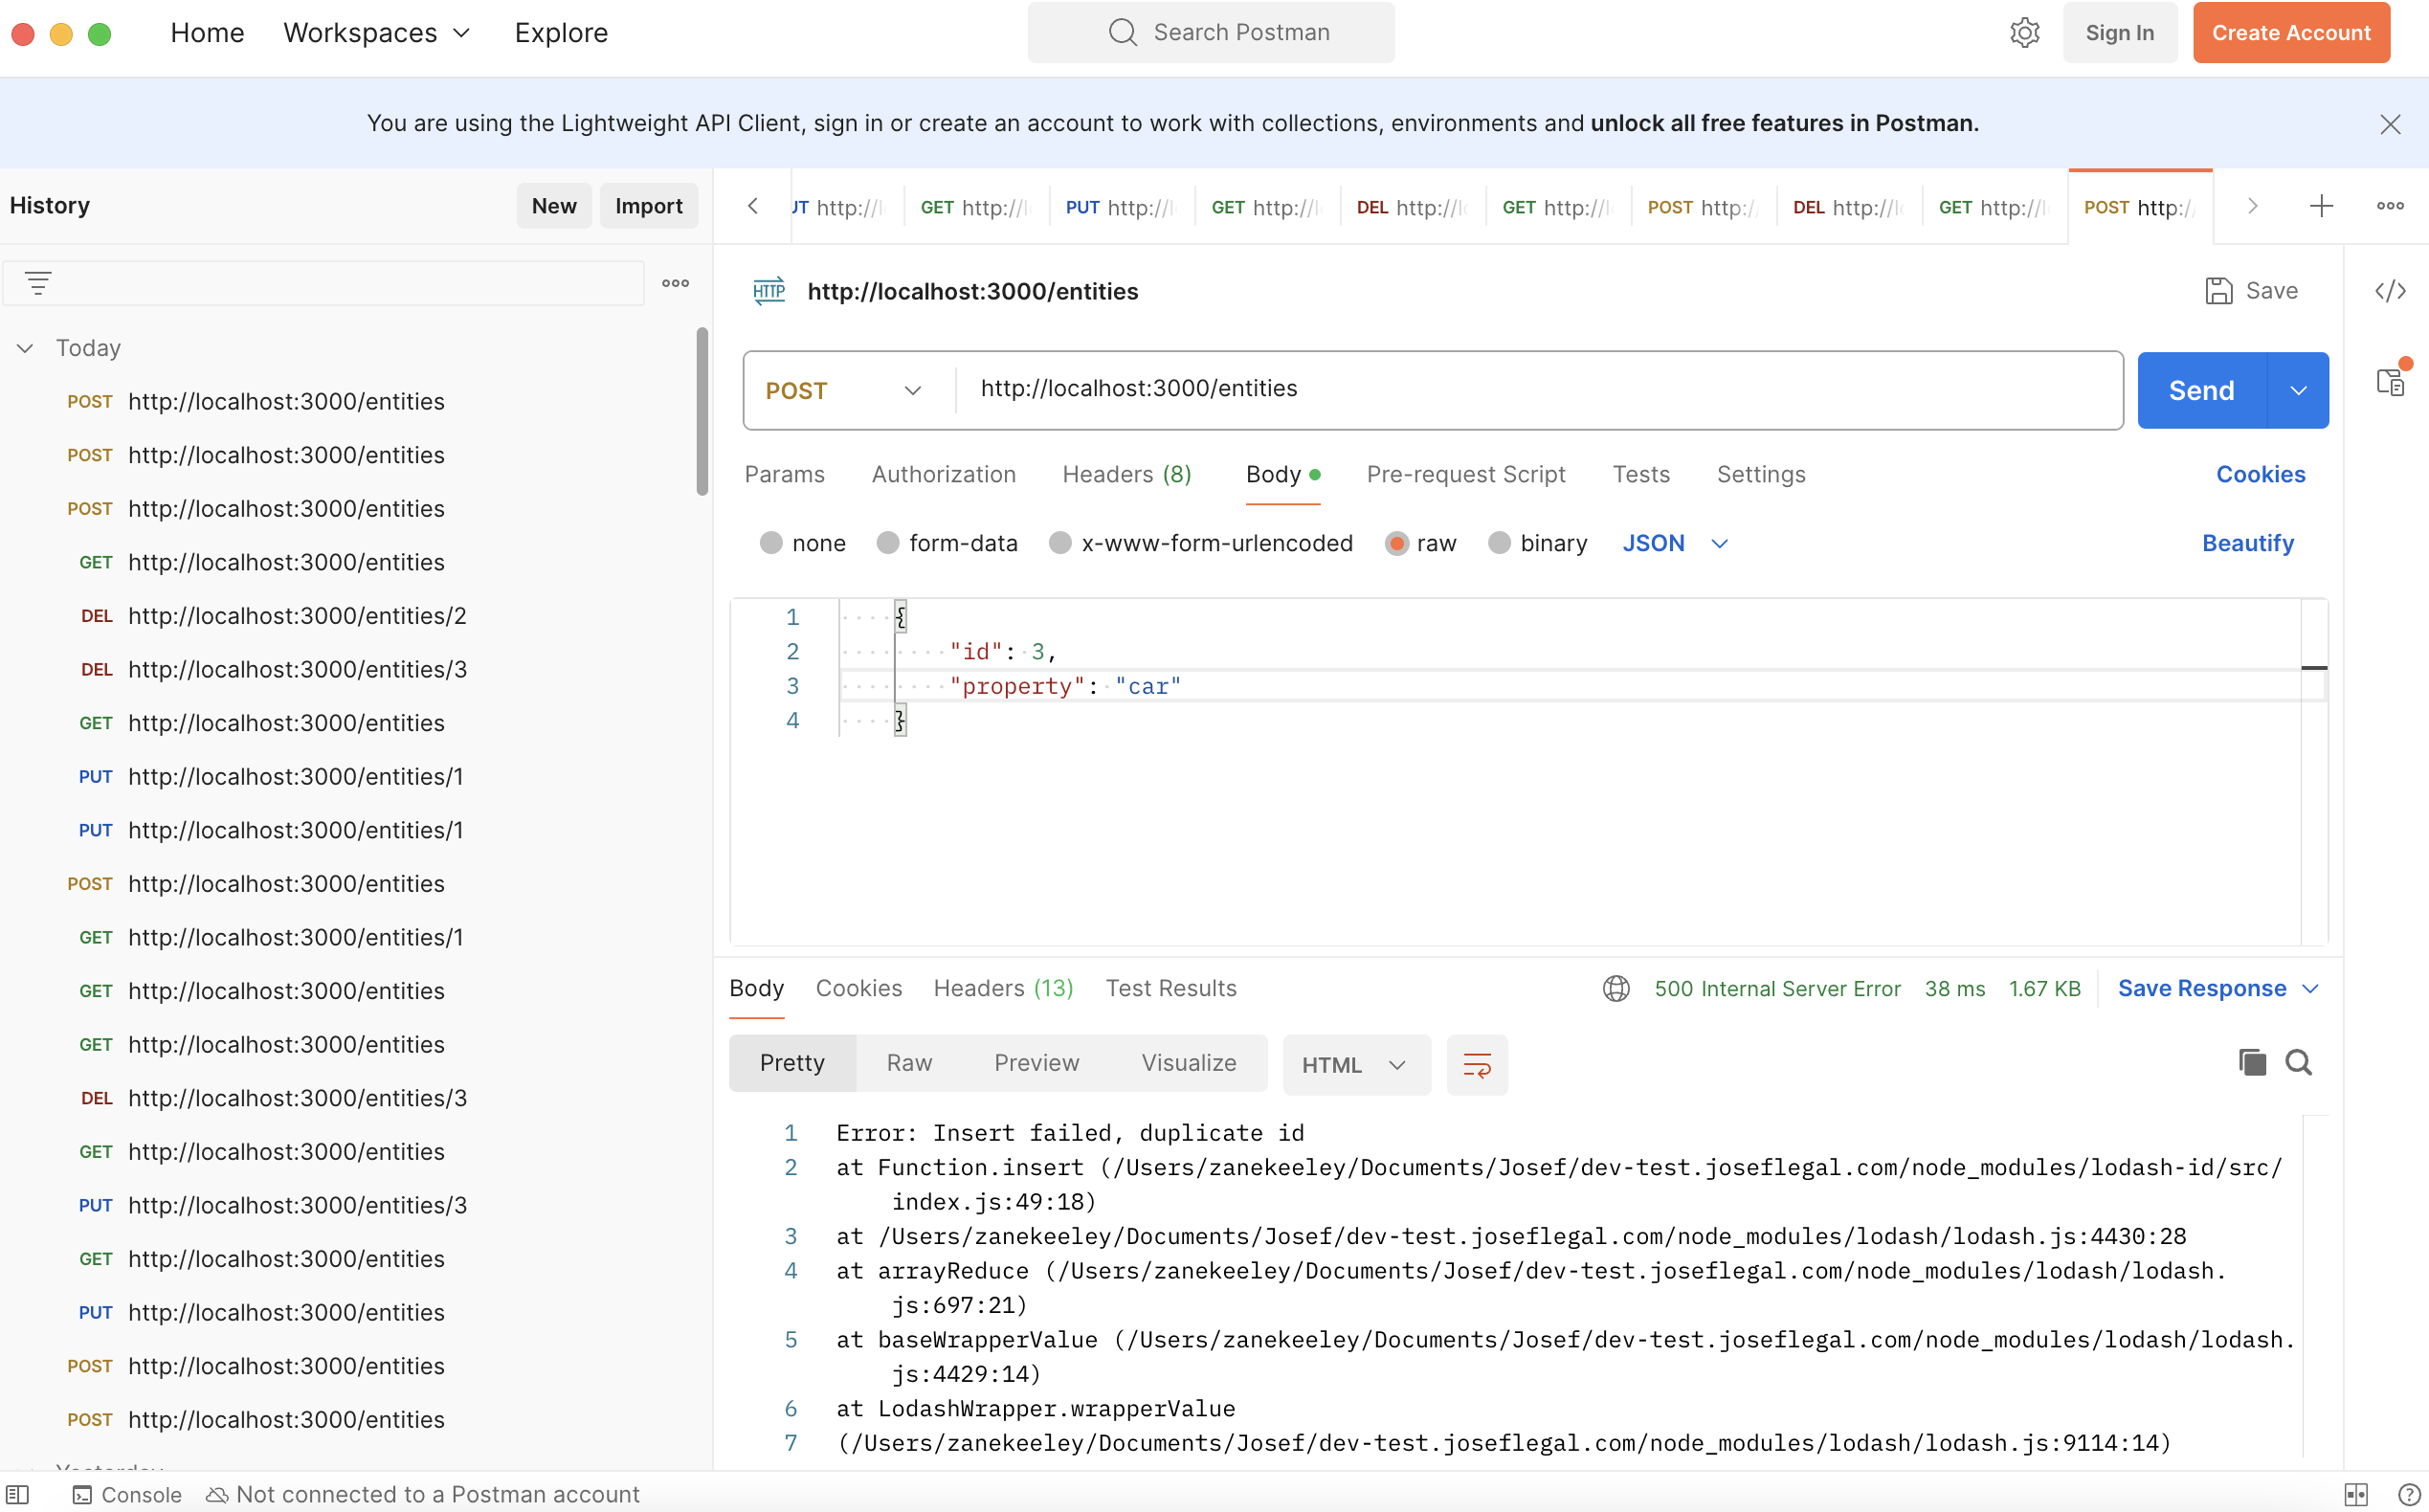 Home Workspaces Explore Search Postman Sign In Create Account
You are using the Lightweight API Client, sign in or create an account to work with collections, environments and unlock all free features in Postman.
History New Import
UT http://l GET http://l PUT http://l GET http://l DEL http://l GET http://l POST http:/ DEL http://l GET http://l POST http:/
HTTP http://localhost:3000/entities Save
Today
POST http://localhost:3000/entities
POST http://localhost:3000/entities
POST http://localhost:3000/entities
GET http://localhost:3000/entities
DEL http://localhost:3000/entities/2
DEL http://localhost:3000/entities/3
GET http://localhost:3000/entities
PUT http://localhost:3000/entities/1
PUT http://localhost:3000/entities/1
POST http://localhost:3000/entities
GET http://localhost:3000/entities/1
GET http://localhost:3000/entities
GET http://localhost:3000/entities
DEL http://localhost:3000/entities/3
GET http://localhost:3000/entities
PUT http://localhost:3000/entities/3
GET http://localhost:3000/entities
PUT http://localhost:3000/entities
POST http://localhost:3000/entities
POST http://localhost:3000/entities
POST http://localhost:3000/entities Send
Params Authorization Headers (8) Body Pre-request Script Tests Settings Cookies
none form-data x-www-form-urlencoded raw binary JSON Beautify
1 {
2 "id": 3,
3 "property": "car"
4 }
Body Cookies Headers (13) Test Results 500 Internal Server Error 38 ms 1.67 KB Save Response
Pretty Raw Preview Visualize HTML
1 Error: Insert failed, duplicate id
2 at Function.insert (/Users/zanekeeley/Documents/Josef/dev-test.joseflegal.com/node_modules/lodash-id/src/
index.js:49:18)
3 at /Users/zanekeeley/Documents/Josef/dev-test.joseflegal.com/node_modules/lodash/lodash.js:4430:28
4 at arrayReduce (/Users/zanekeeley/Documents/Josef/dev-test.joseflegal.com/node_modules/lodash/lodash.
js:697:21)
5 at baseWrapperValue (/Users/zanekeeley/Documents/Josef/dev-test.joseflegal.com/node_modules/lodash/lodash.
js:4429:14)
6 at LodashWrapper.wrapperValue
7 (/Users/zanekeeley/Documents/Josef/dev-test.joseflegal.com/node_modules/lodash/lodash.js:9114:14)
Console Not connected to a Postman account